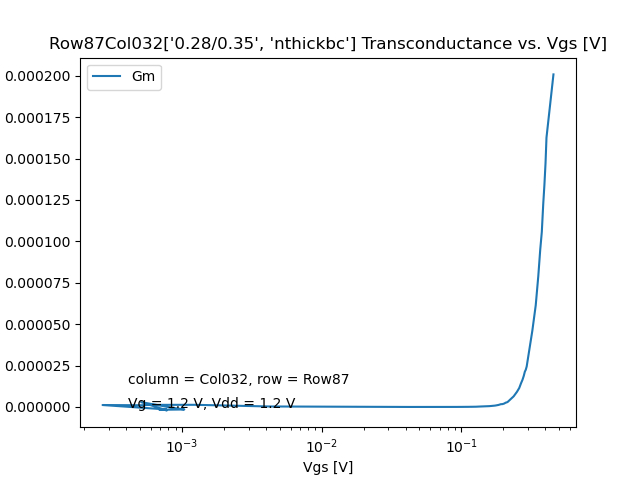 Row87Col032['0.28/0.35', 'nthickbc'] Transconductance vs. Vgs [V]
Gm
0.000200
0.000175
0.000150
0.000125
0.000100
0.000075
0.000050
0.000025
0.000000
column = Col032, row = Row87
Vg = 1.2 V, Vdd = 1.2 V
10⁻³ 10⁻² 10⁻¹
Vgs [V]